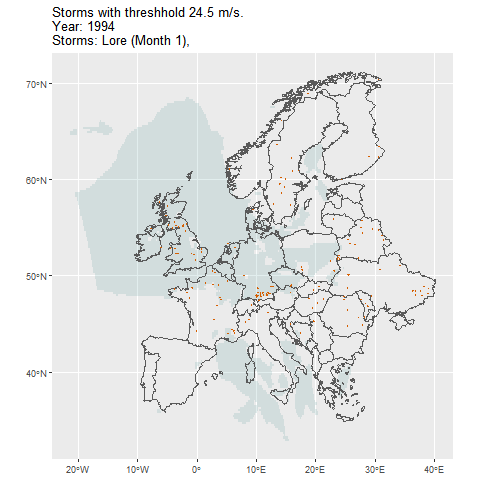 Storms with threshhold 24.5 m/s.
Year: 1994
Storms: Lore (Month 1),
70°N
60°N
50°N
40°N
20°W
10°W
0°
10°E
20°E
30°E
40°E